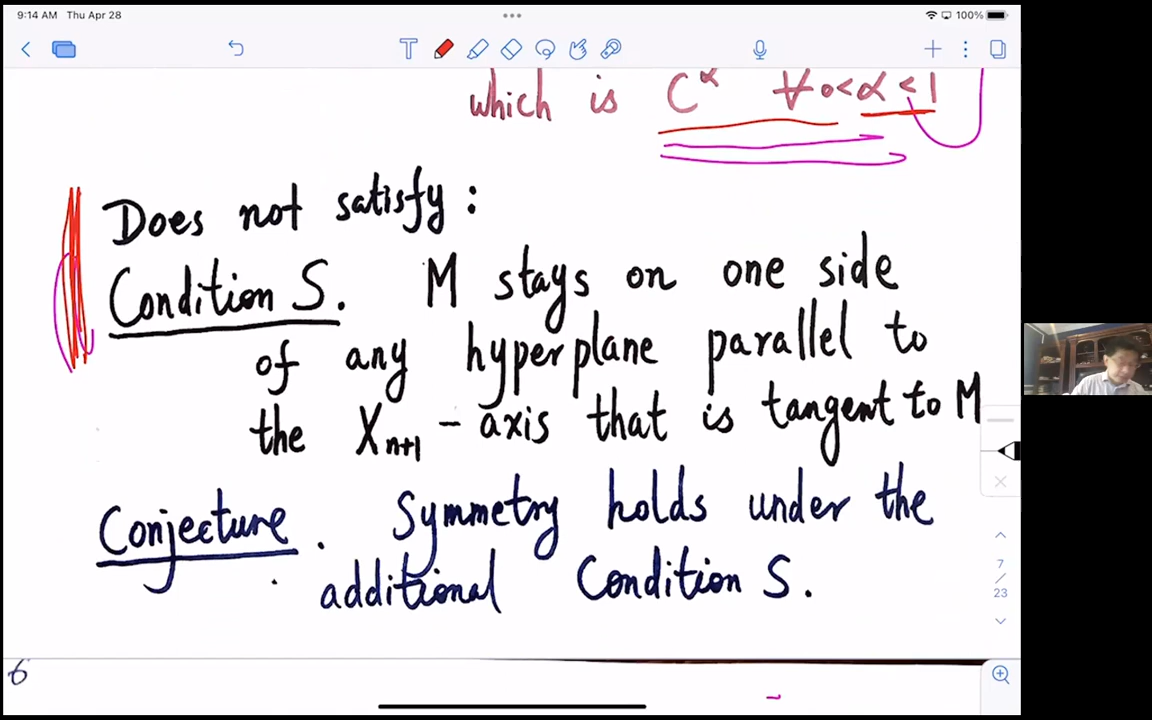 9:14 AM Thu Apr 28
100%
which is C^α ∀ 0<α<1
Does not satisfy:
Condition S. M stays on one side
of any hyperplane parallel to
the X_{n+1}-axis that is tangent to M
Conjecture. Symmetry holds under the
additional Condition S.
7
/
23
6